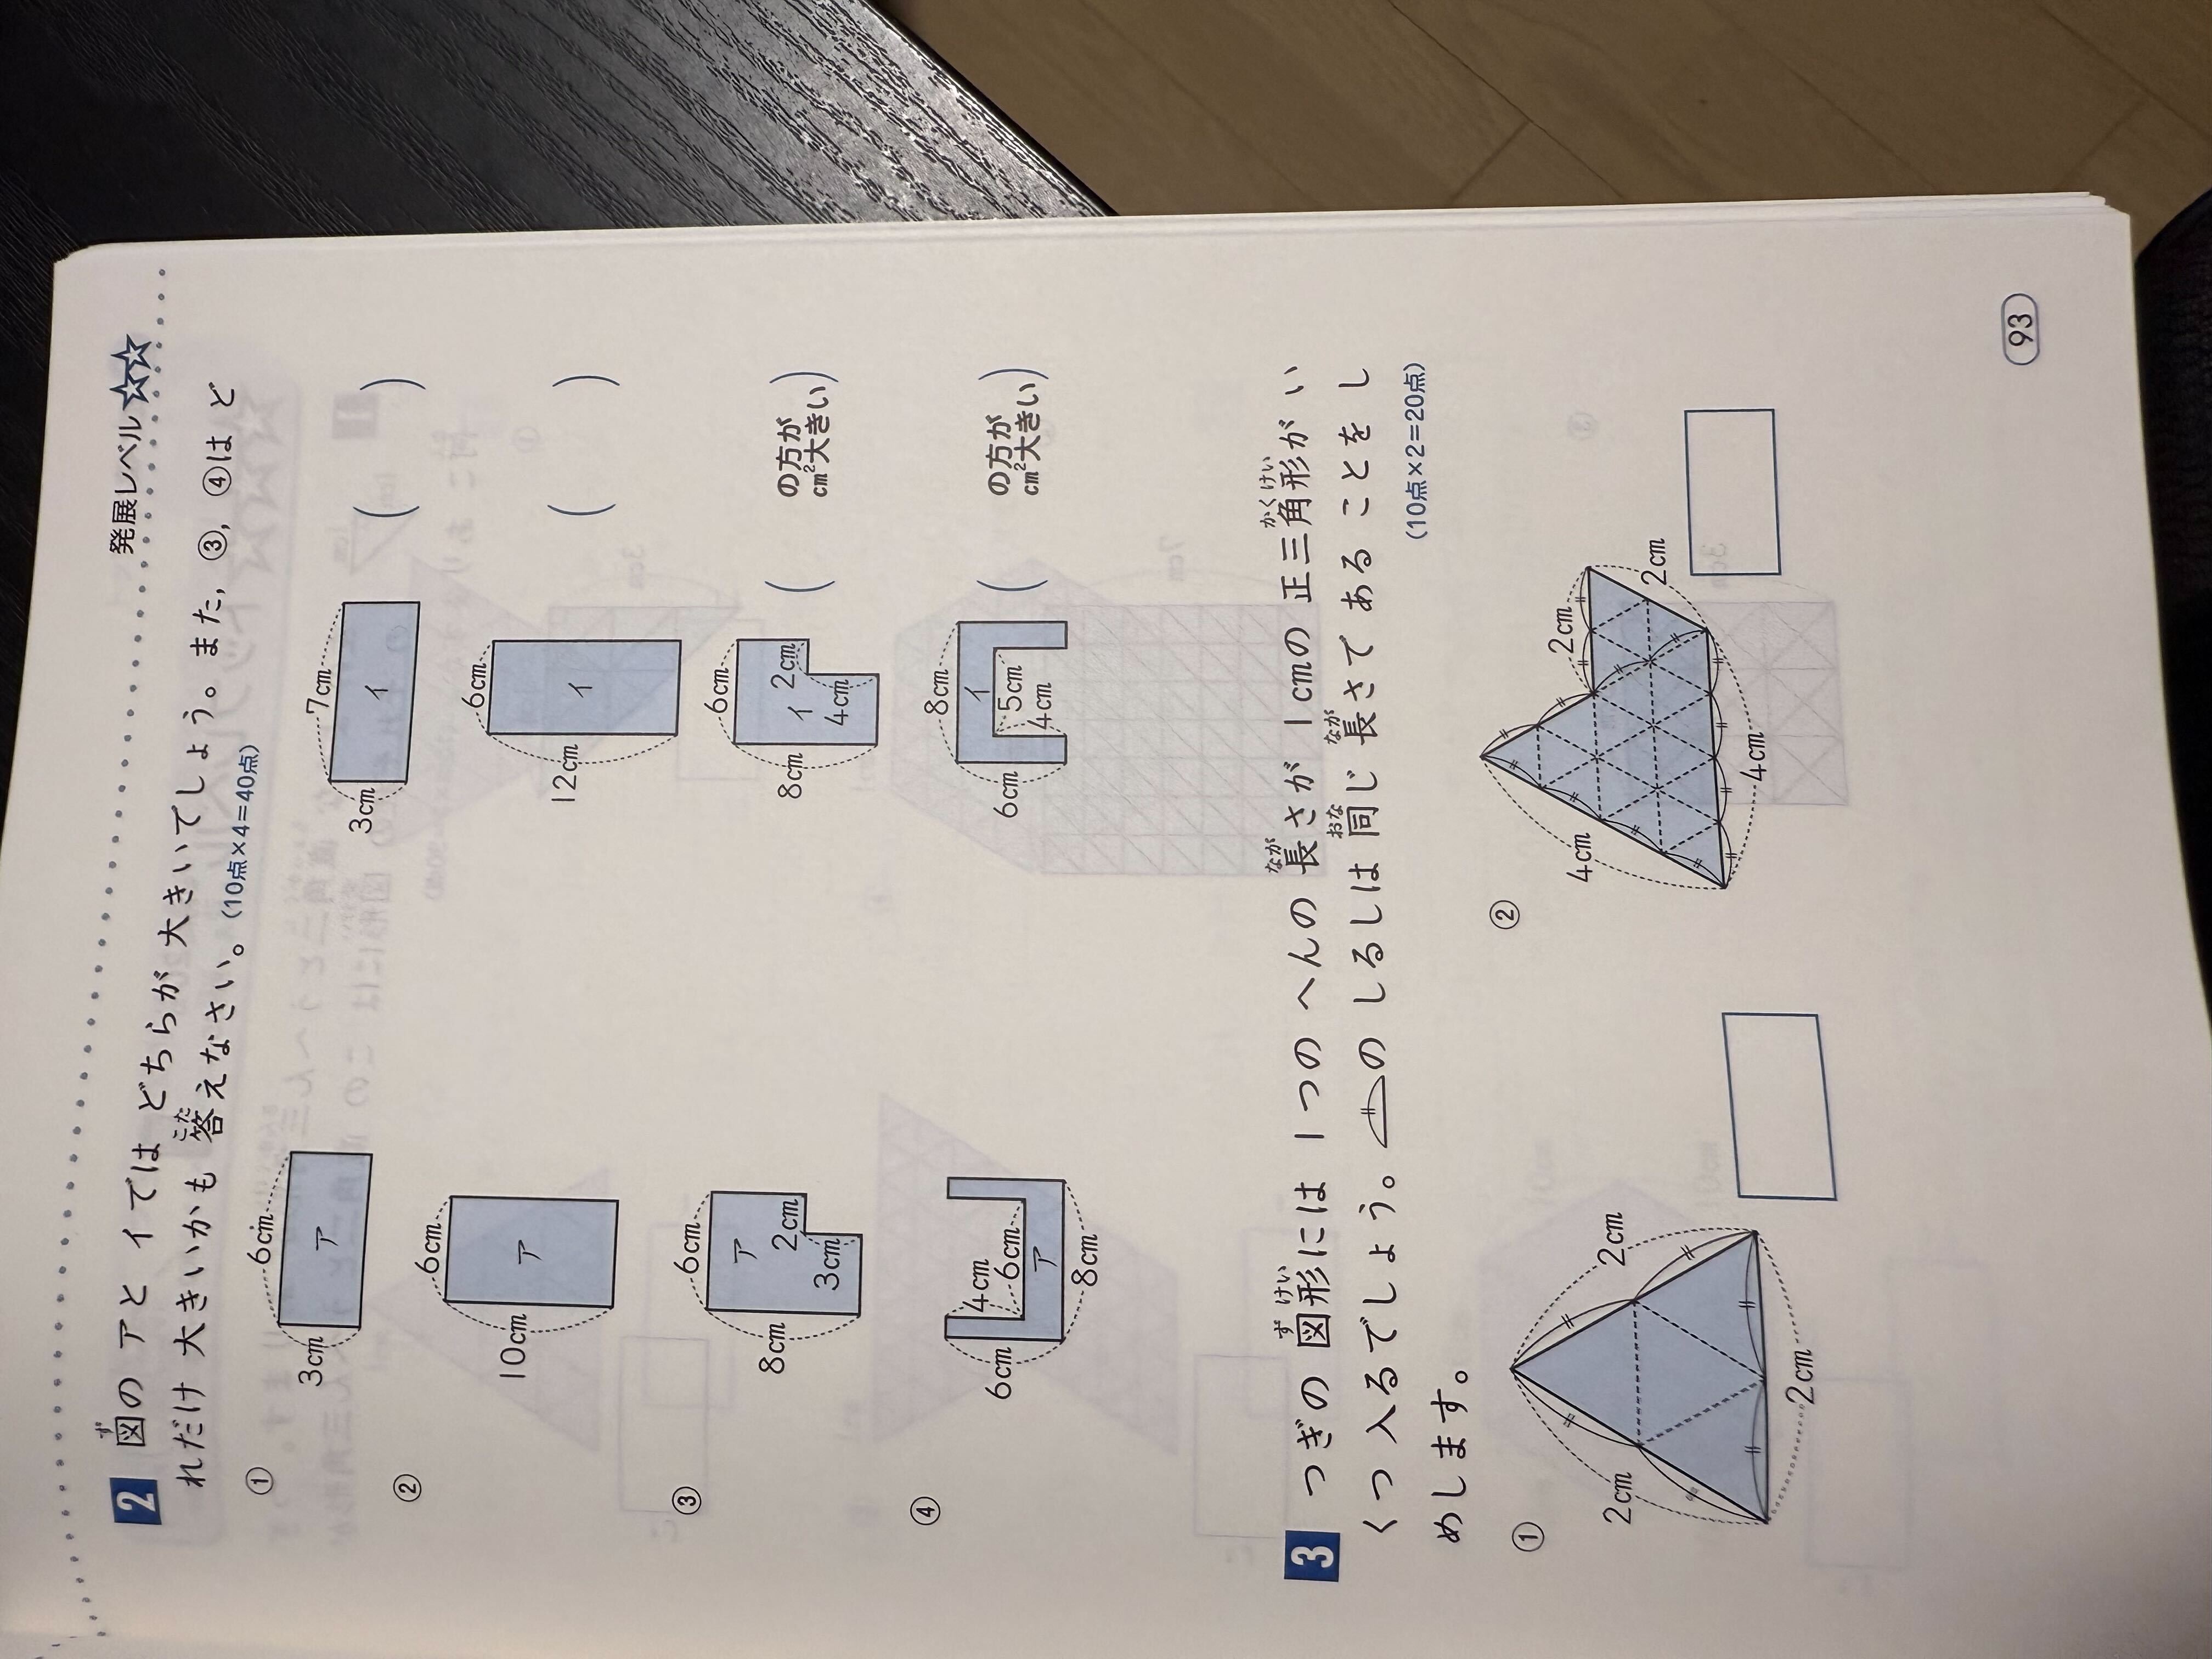 発展レベル
2 図のアとイではどちらが大きいでしょう。また，③，④はど
れだけ大きいかも答えなさい。（10点×4＝40点）
①
3cm
6cm
ア
3cm
7cm
イ
（ ）
②
10cm
6cm
ア
12cm
6cm
イ
（ ）
③
8cm
6cm
ア
2cm
3cm
8cm
6cm
イ
2cm
4cm
（ の方が
cm²大きい）
④
6cm
4cm
6cm
ア
8cm
8cm
6cm
イ
5cm
4cm
（ の方が
cm²大きい）
3 つぎの図形には1つのへんの長さが1cmの正三角形がい
くつ入るでしょう。のしるしは同じ長さであることをし
めします。
（10点×2＝20点）
①
2cm
2cm
2cm
②
4cm
2cm
2cm
4cm
93